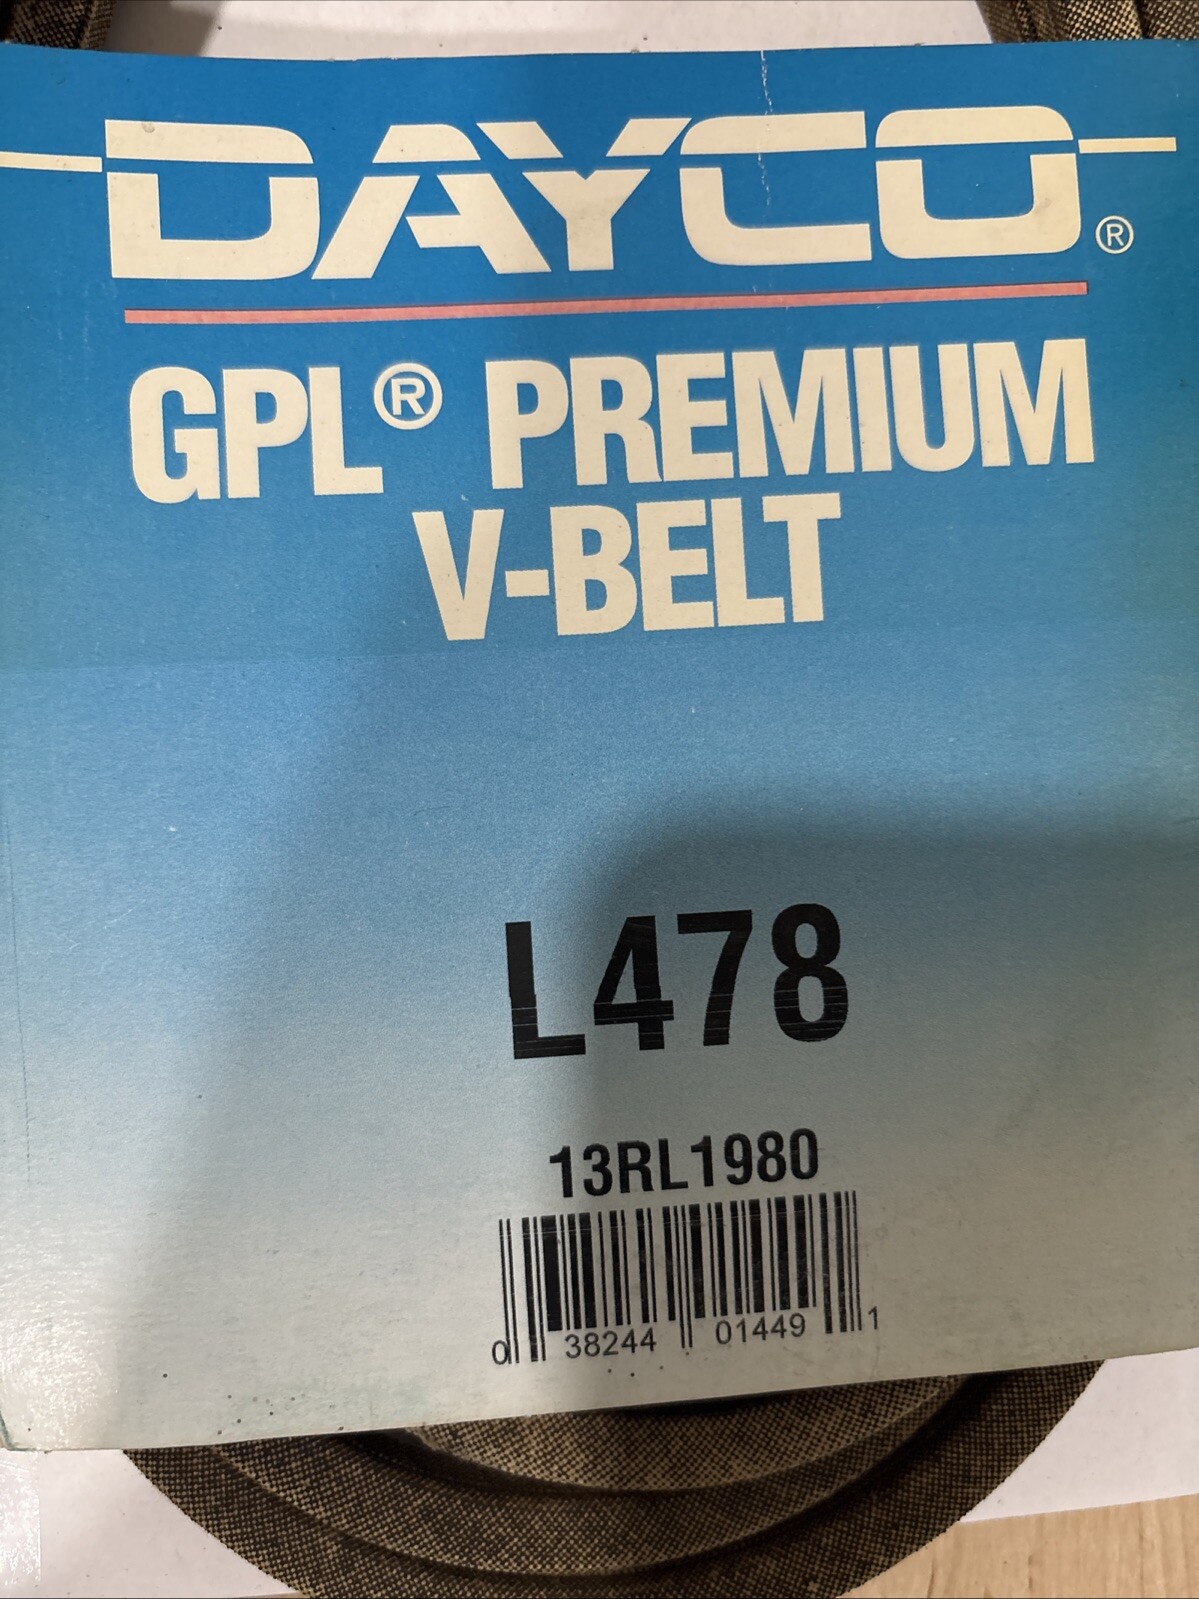 DAYCO®
GPL® PREMIUM
V-BELT
L478
13RL1980
0 38244 01449 1